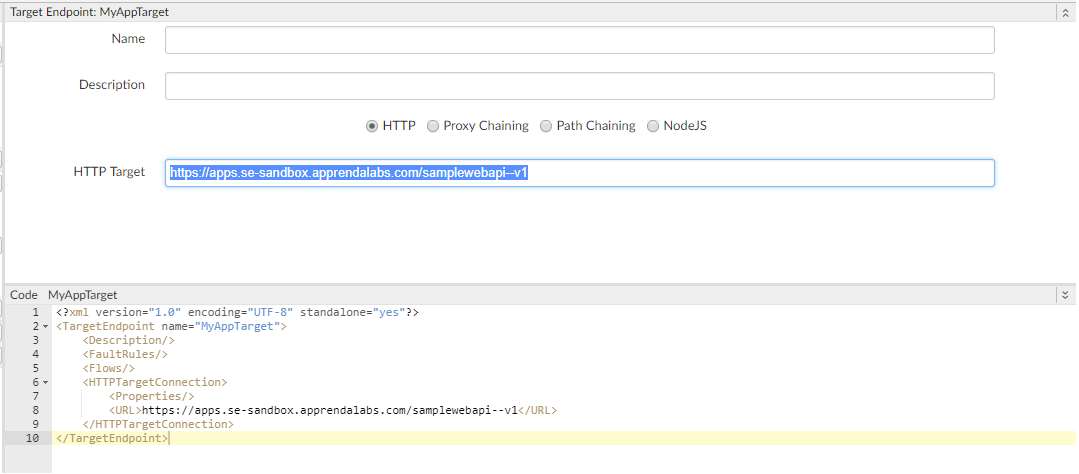 Target Endpoint: MyAppTarget
Name
Description
HTTP Proxy Chaining Path Chaining NodeJS
HTTP Target https://apps.se-sandbox.apprendalabs.com/samplewebapi--v1
Code MyAppTarget
1 <?xml version="1.0" encoding="UTF-8" standalone="yes"?>
2 <TargetEndpoint name="MyAppTarget">
3 <Description/>
4 <FaultRules/>
5 <Flows/>
6 <HTTPTargetConnection>
7 <Properties/>
8 <URL>https://apps.se-sandbox.apprendalabs.com/samplewebapi--v1</URL>
9 </HTTPTargetConnection>
10 </TargetEndpoint>